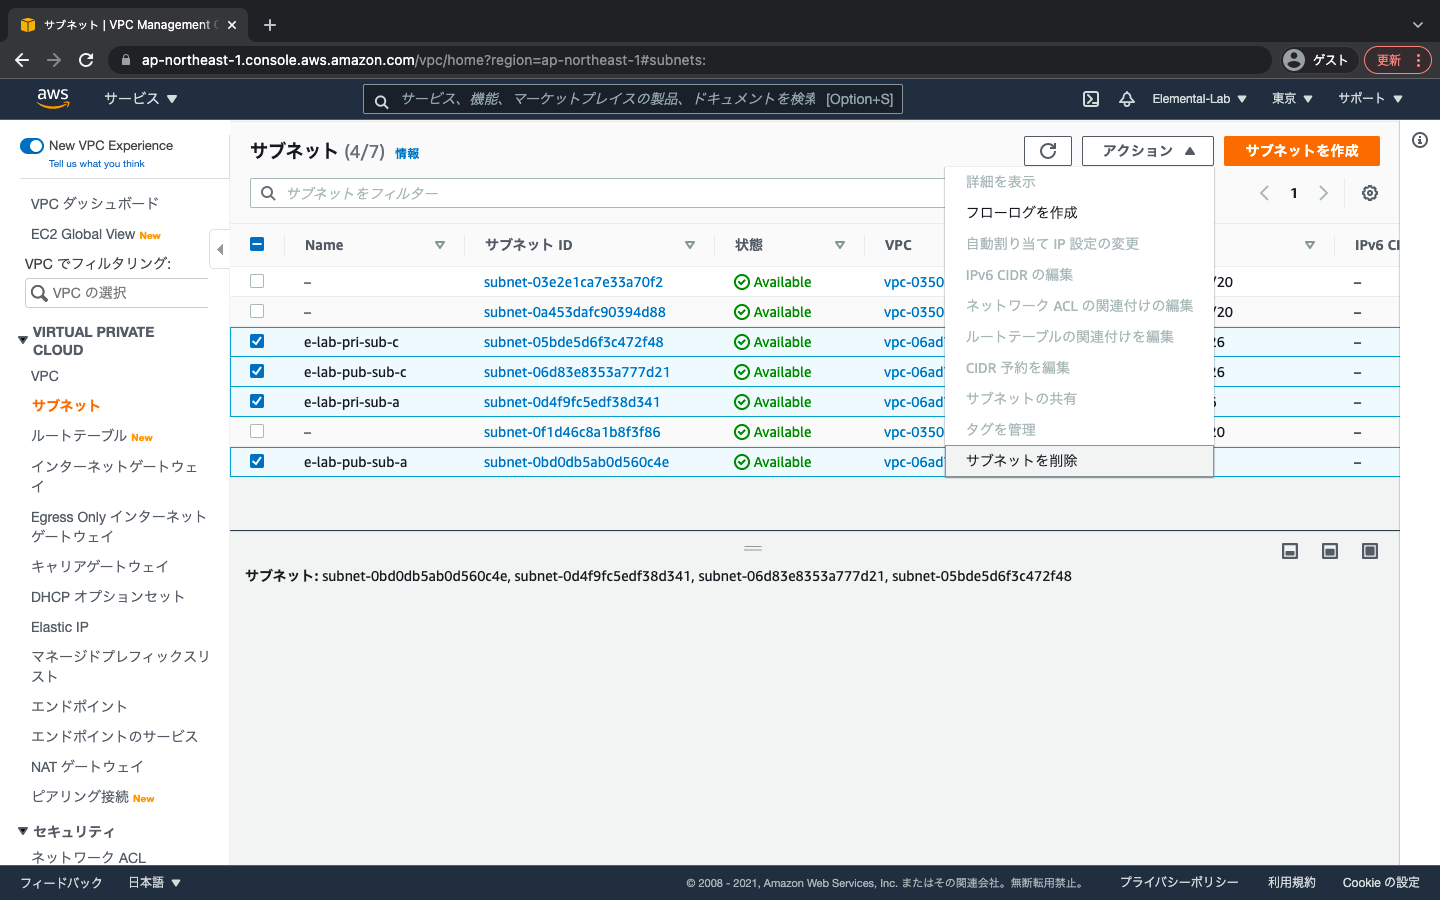 サブネット | VPC Management C
ap-northeast-1.console.aws.amazon.com/vpc/home?region=ap-northeast-1#subnets:
ゲスト
更新
aws
サービス
サービス、機能、マーケットプレイスの製品、ドキュメントを検索 [Option+S]
Elemental-Lab
東京
サポート
New VPC Experience
Tell us what you think
VPC ダッシュボード
EC2 Global View New
VPC でフィルタリング:
VPC の選択
VIRTUAL PRIVATE
CLOUD
VPC
サブネット
ルートテーブル New
インターネットゲートウェ
イ
Egress Only インターネット
ゲートウェイ
キャリアゲートウェイ
DHCP オプションセット
Elastic IP
マネージドプレフィックスリ
スト
エンドポイント
エンドポイントのサービス
NAT ゲートウェイ
ピアリング接続 New
セキュリティ
ネットワーク ACL
サブネット (4/7) 情報
アクション
サブネットを作成
サブネットをフィルター
1
Name サブネット ID 状態 VPC IPv6 CI
– subnet-03e2e1ca7e33a70f2 Available vpc-0350 /20 –
– subnet-0a453dafc90394d88 Available vpc-0350 /20 –
e-lab-pri-sub-c subnet-05bde5d6f3c472f48 Available vpc-06ad 26 –
e-lab-pub-sub-c subnet-06d83e8353a777d21 Available vpc-06ad 26 –
e-lab-pri-sub-a subnet-0d4f9fc5edf38d341 Available vpc-06ad –
– subnet-0f1d46c8a1b8f3f86 Available vpc-0350 20 –
e-lab-pub-sub-a subnet-0bd0db5ab0d560c4e Available vpc-06ad –
詳細を表示
フローログを作成
自動割り当て IP 設定の変更
IPv6 CIDR の編集
ネットワーク ACL の関連付けの編集
ルートテーブルの関連付けを編集
CIDR 予約を編集
サブネットの共有
タグを管理
サブネットを削除
サブネット: subnet-0bd0db5ab0d560c4e, subnet-0d4f9fc5edf38d341, subnet-06d83e8353a777d21, subnet-05bde5d6f3c472f48
フィードバック
日本語
© 2008 - 2021, Amazon Web Services, Inc. またはその関連会社。無断転用禁止。
プライバシーポリシー
利用規約
Cookie の設定